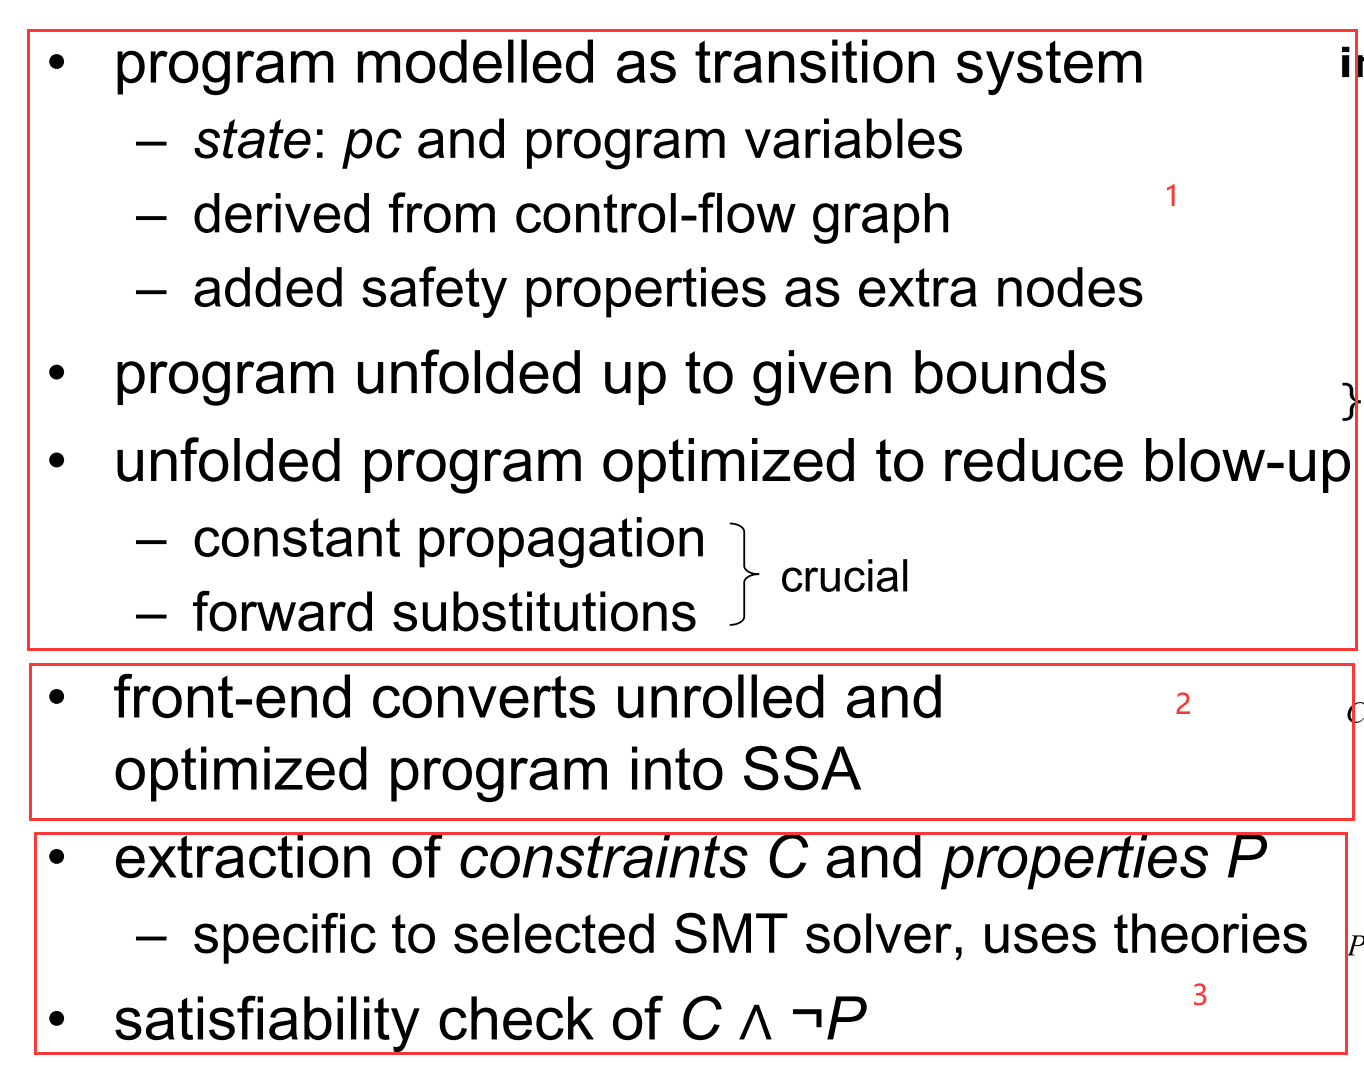 • program modelled as transition system
– state: pc and program variables
1
– derived from control-flow graph
– added safety properties as extra nodes
• program unfolded up to given bounds
}
• unfolded program optimized to reduce blow-up
– constant propagation
crucial
– forward substitutions
• front-end converts unrolled and
2
optimized program into SSA
• extraction of constraints C and properties P
– specific to selected SMT solver, uses theories
P
3
• satisfiability check of C ∧ ¬P